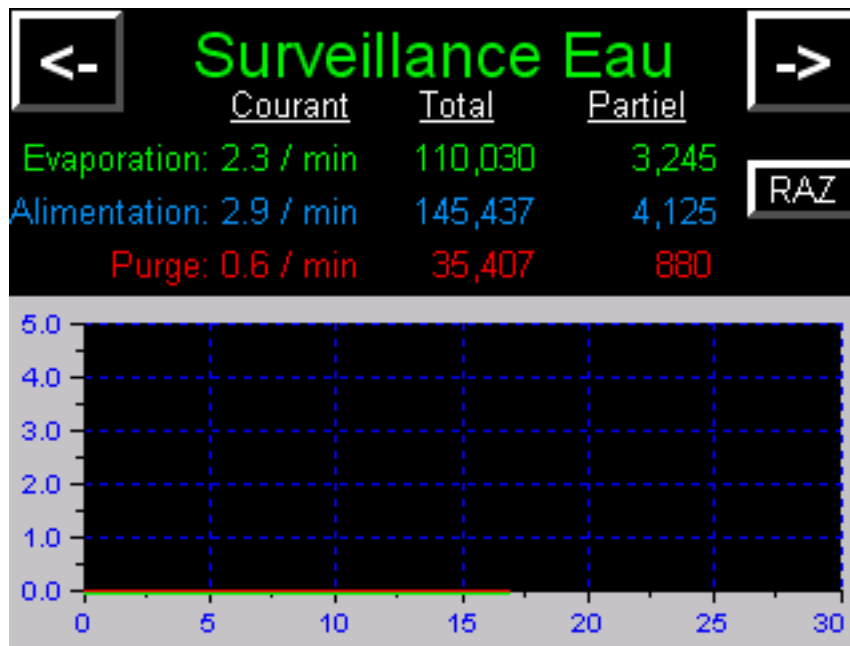 <- Surveillance Eau ->
Courant Total Partiel
Evaporation: 2.3 / min 110,030 3,245
RAZ
Alimentation: 2.9 / min 145,437 4,125
Purge: 0.6 / min 35,407 880
5.0
4.0
3.0
2.0
1.0
0.0
0 5 10 15 20 25 30